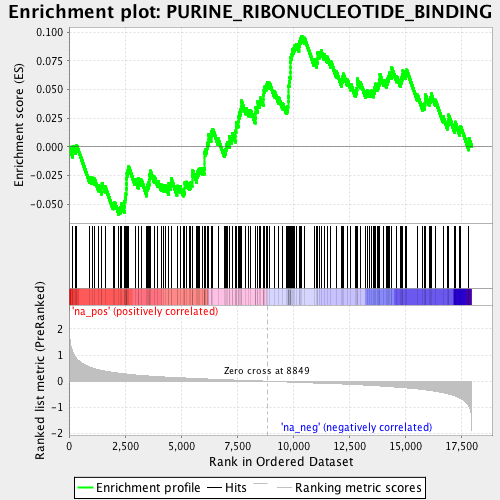 Enrichment plot: PURINE_RIBONUCLEOTIDE_BINDING
Enrichment score (ES)
0.100
0.075
0.050
0.025
0.000
-0.025
-0.050
'na_pos' (positively correlated)
Ranked list metric (PreRanked)
2
1
0
-1
-2
Zero cross at 8849
'na_neg' (negatively correlated)
0
2,500
5,000
7,500
10,000
12,500
15,000
17,500
Rank in Ordered Dataset
Enrichment profile
Hits
Ranking metric scores